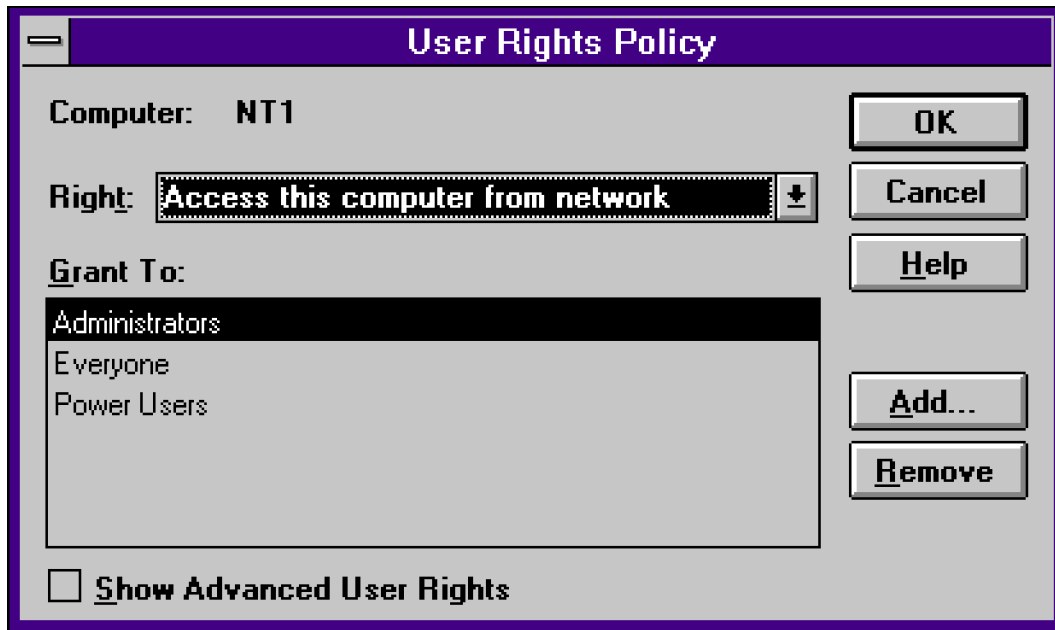 User Rights Policy
Computer: NT1
OK
Right: Access this computer from network
Cancel
Help
Grant To:
Administrators
Everyone
Power Users
Add...
Remove
Show Advanced User Rights